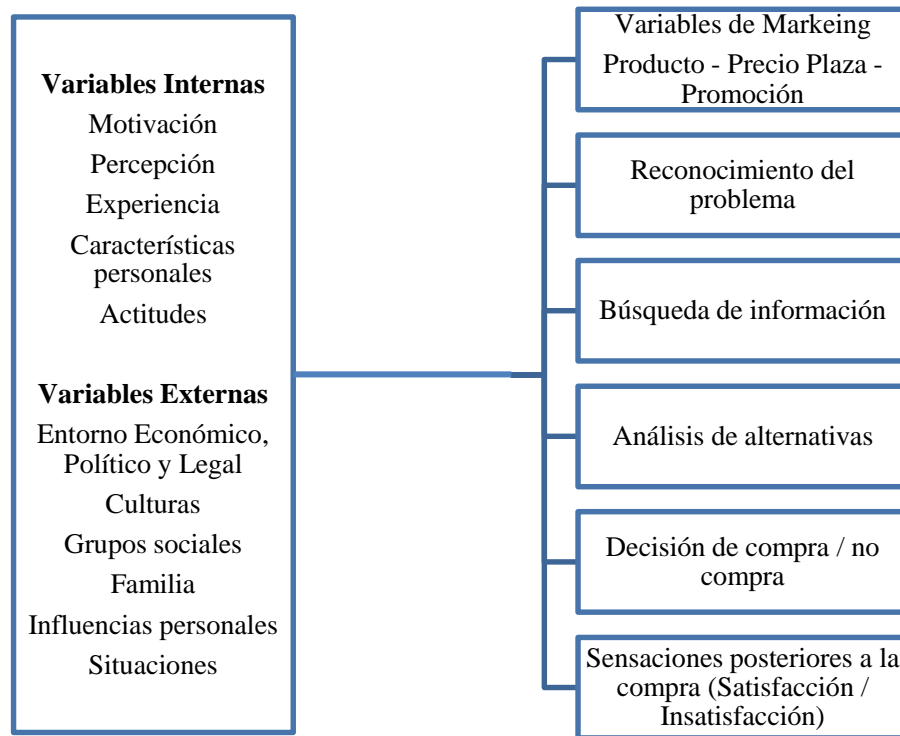 Variables Internas
Motivación
Percepción
Experiencia
Características
personales
Actitudes
Variables Externas
Entorno Económico,
Político y Legal
Culturas
Grupos sociales
Familia
Influencias personales
Situaciones
Variables de Markeing
Producto - Precio Plaza -
Promoción
Reconocimiento del
problema
Búsqueda de información
Análisis de alternativas
Decisión de compra / no
compra
Sensaciones posteriores a la
compra (Satisfacción /
Insatisfacción)